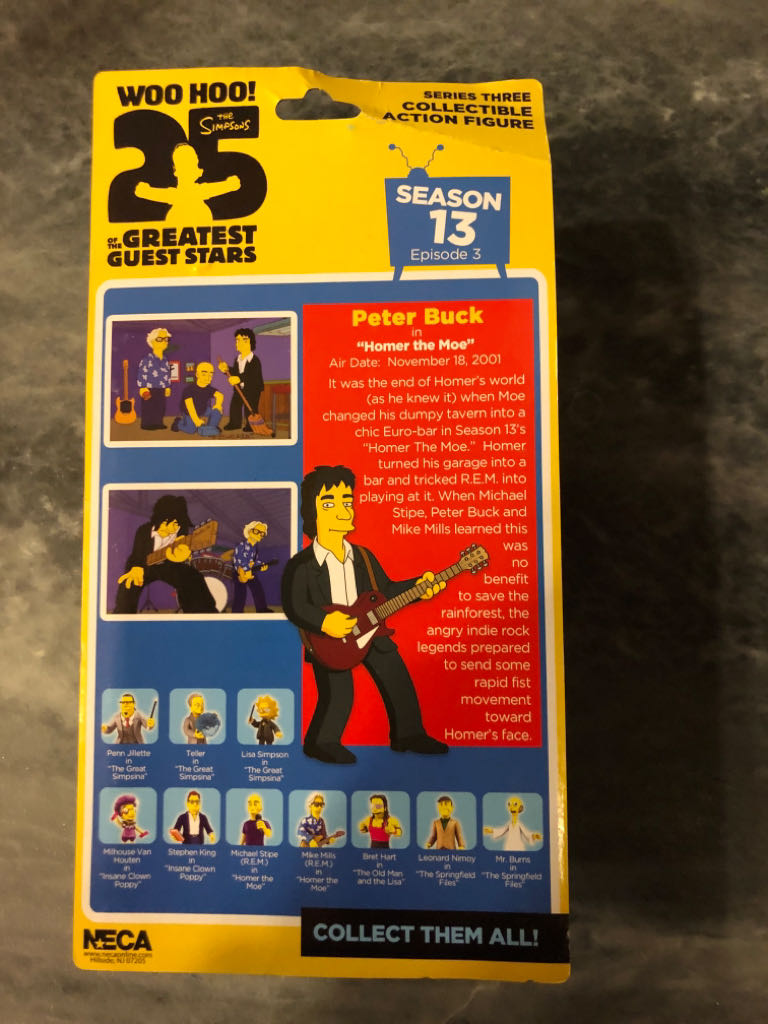 WOO HOO!
25
THE
SIMPSONS
OF THE GREATEST
GUEST STARS
SERIES THREE
COLLECTIBLE
ACTION FIGURE
SEASON
13
Episode 3
Peter Buck
in
“Homer the Moe”
Air Date: November 18, 2001
It was the end of Homer's world
(as he knew it) when Moe
changed his dumpy tavern into a
chic Euro-bar in Season 13's
“Homer The Moe.” Homer
turned his garage into a
bar and tricked R.E.M. into
playing at it. When Michael
Stipe, Peter Buck and
Mike Mills learned this
was
no
benefit
to save the
rainforest, the
angry indie rock
legends prepared
to send some
rapid fist
movement
toward
Homer's face.
Penn Jillette
in
“The Great
Simpsina”
Teller
in
“The Great
Simpsina”
Lisa Simpson
in
“The Great
Simpsina”
Milhouse Van
Houten
in
“Insane Clown
Poppy”
Stephen King
in
“Insane Clown
Poppy”
Michael Stipe
(R.E.M.)
in
“Homer the
Moe”
Mike Mills
(R.E.M.)
in
“Homer the
Moe”
Bret Hart
in
“The Old Man
and the Lisa”
Leonard Nimoy
in
“The Springfield
Files”
Mr. Burns
in
“The Springfield
Files”
NECA
www.necaonline.com
Hillside, NJ 07205
COLLECT THEM ALL!